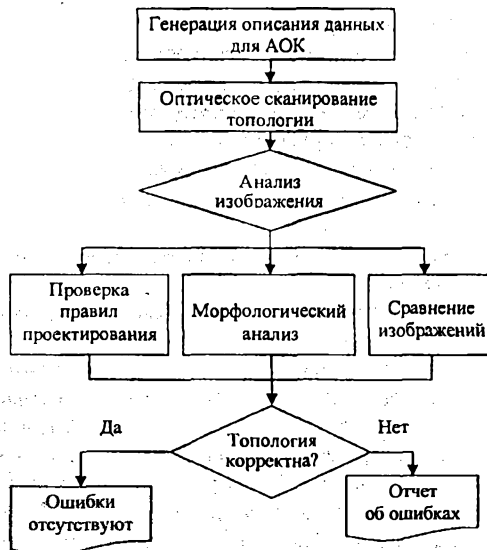 Генерация описания данных
для АОК
Оптическое сканирование
топологии
Анализ
изображения
Проверка
правил
проектирования
Морфологический
анализ
Сравнение
изображений
Да
Топология
корректна?
Нет
Ошибки
отсутствуют
Отчет
об ошибках